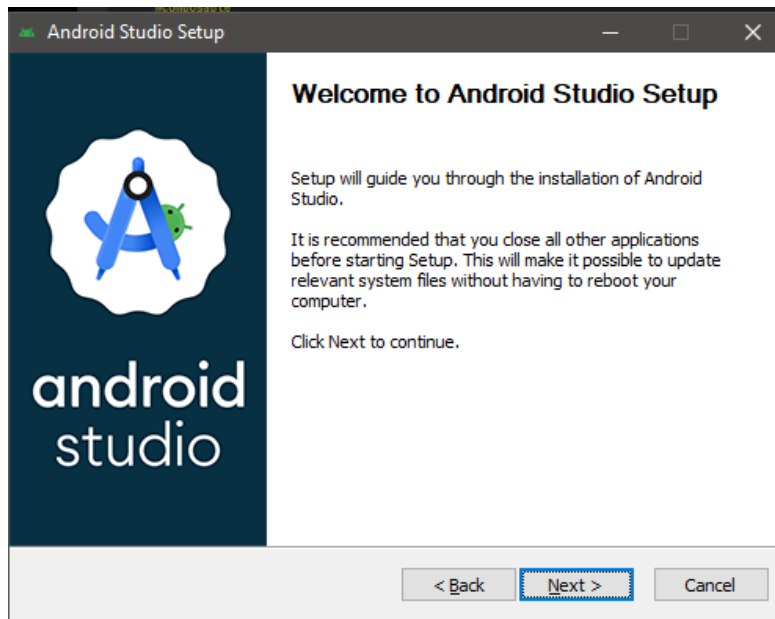 Android Studio Setup
Welcome to Android Studio Setup
Setup will guide you through the installation of Android
Studio.
It is recommended that you close all other applications
before starting Setup. This will make it possible to update
relevant system files without having to reboot your
computer.
Click Next to continue.
android
studio
< Back
Next >
Cancel